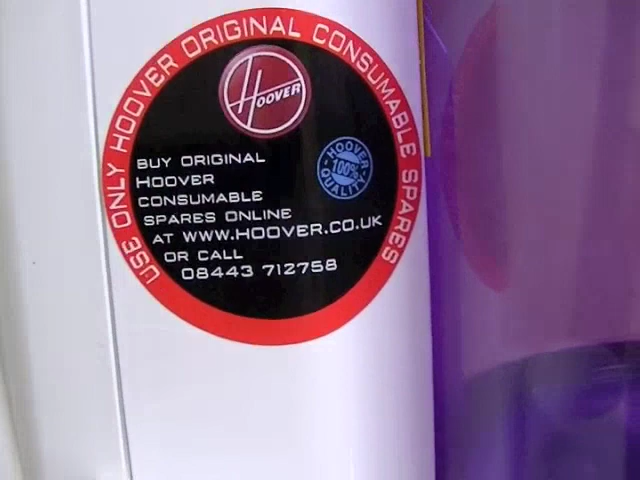 USE ONLY HOOVER ORIGINAL CONSUMABLE SPARES
HOOVER
HOOVER
100%
QUALITY
BUY ORIGINAL
HOOVER
CONSUMABLE
SPARES ONLINE
AT WWW.HOOVER.CO.UK
OR CALL
08443 712758